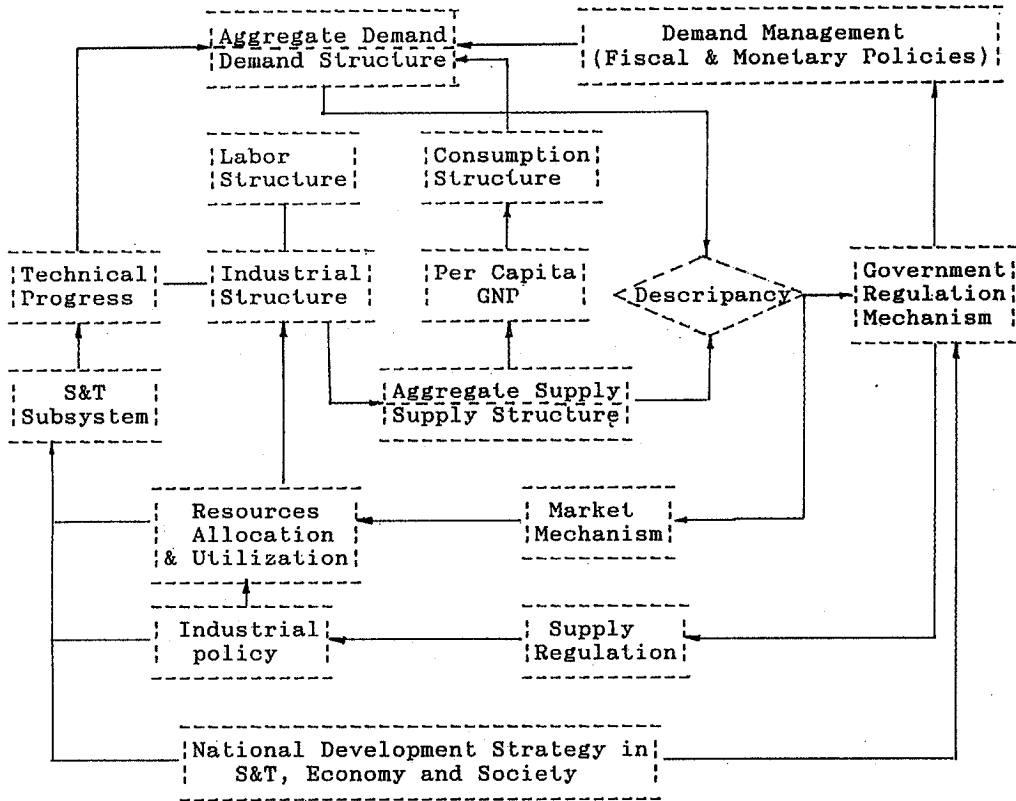 Aggregate Demand
Demand Structure
Demand Management
(Fiscal & Monetary Policies)
Labor
Structure
Consumption
Structure
Technical
Progress
Industrial
Structure
Per Capita
GNP
Descripancy
Government
Regulation
Mechanism
S&T
Subsystem
Aggregate Supply
Supply Structure
Resources
Allocation
& Utilization
Market
Mechanism
Industrial
policy
Supply
Regulation
National Development Strategy in
S&T, Economy and Society